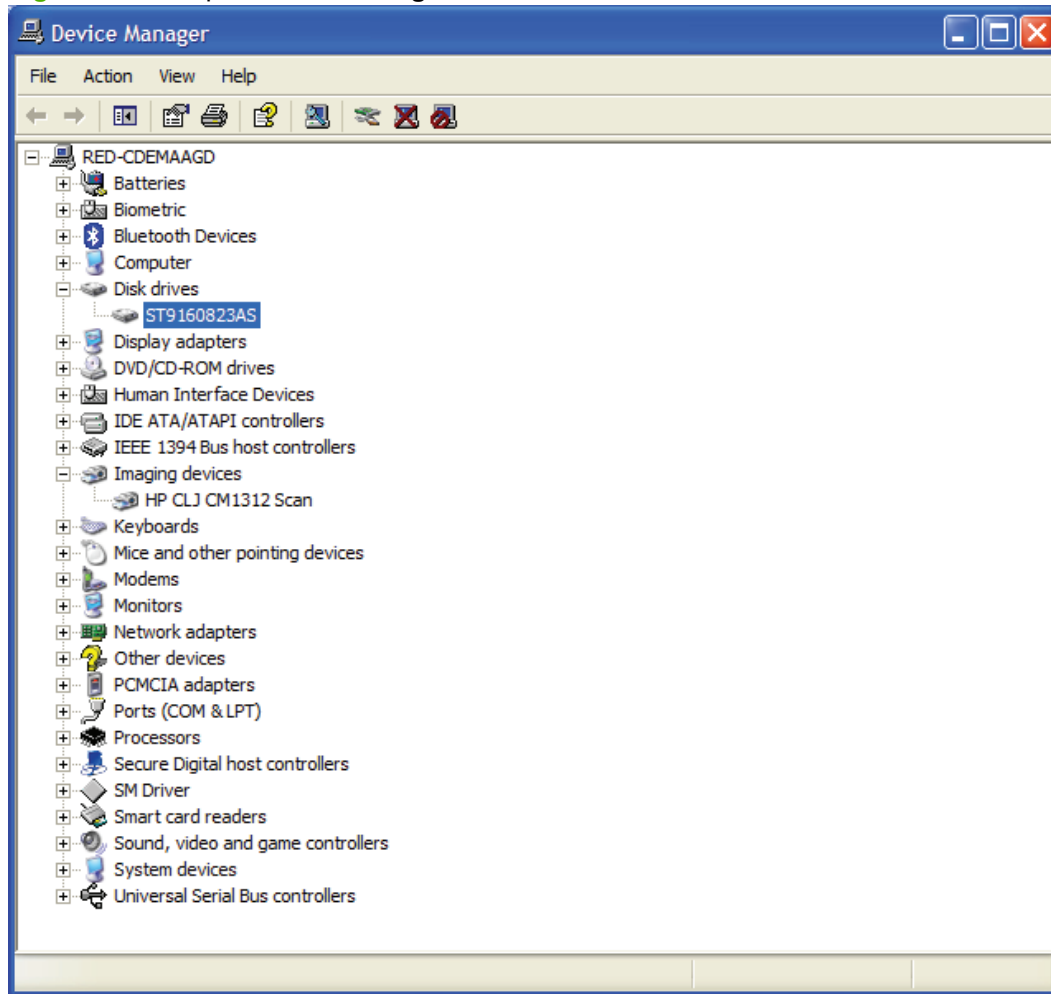 Device Manager
File Action View Help
RED-CDEMAAGD
Batteries
Biometric
Bluetooth Devices
Computer
Disk drives
ST9160823AS
Display adapters
DVD/CD-ROM drives
Human Interface Devices
IDE ATA/ATAPI controllers
IEEE 1394 Bus host controllers
Imaging devices
HP CLJ CM1312 Scan
Keyboards
Mice and other pointing devices
Modems
Monitors
Network adapters
Other devices
PCMCIA adapters
Ports (COM & LPT)
Processors
Secure Digital host controllers
SM Driver
Smart card readers
Sound, video and game controllers
System devices
Universal Serial Bus controllers